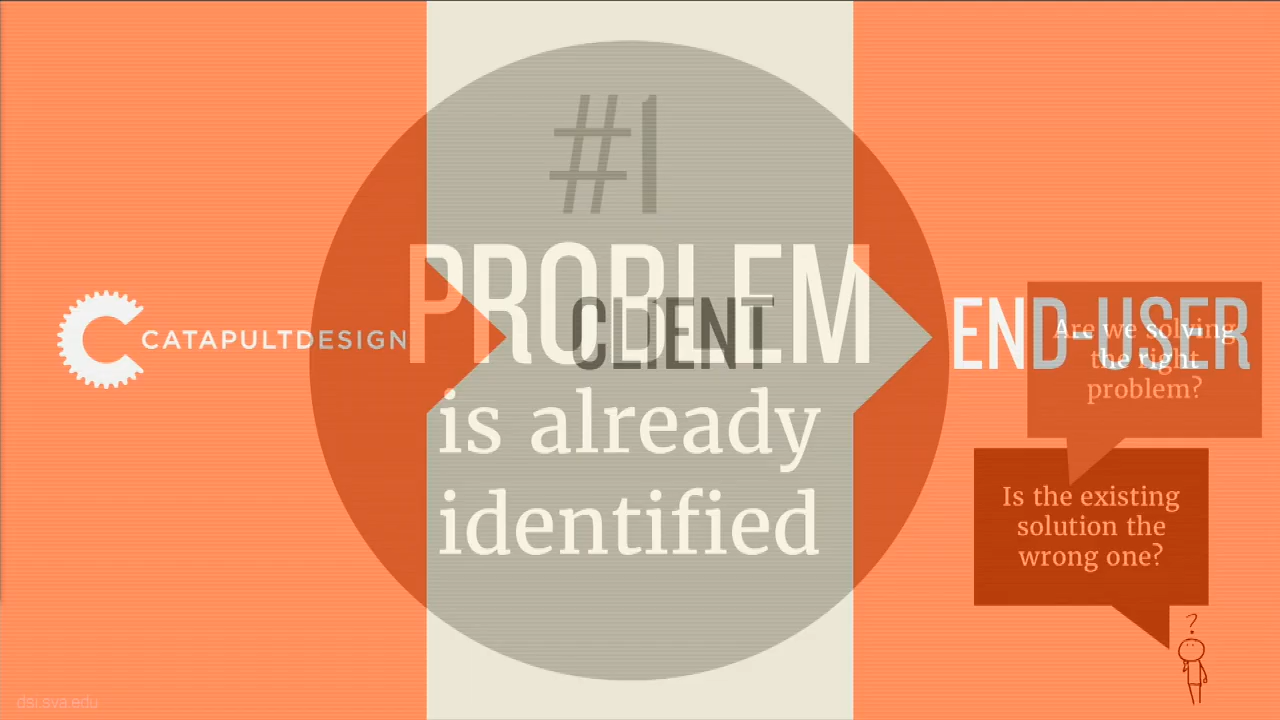 #1
PROBLEM
is already
identified
CATAPULTDESIGN
CLIENT
END-USER
Are we solving
the right
problem?
Is the existing
solution the
wrong one?
?
dsi.sva.edu